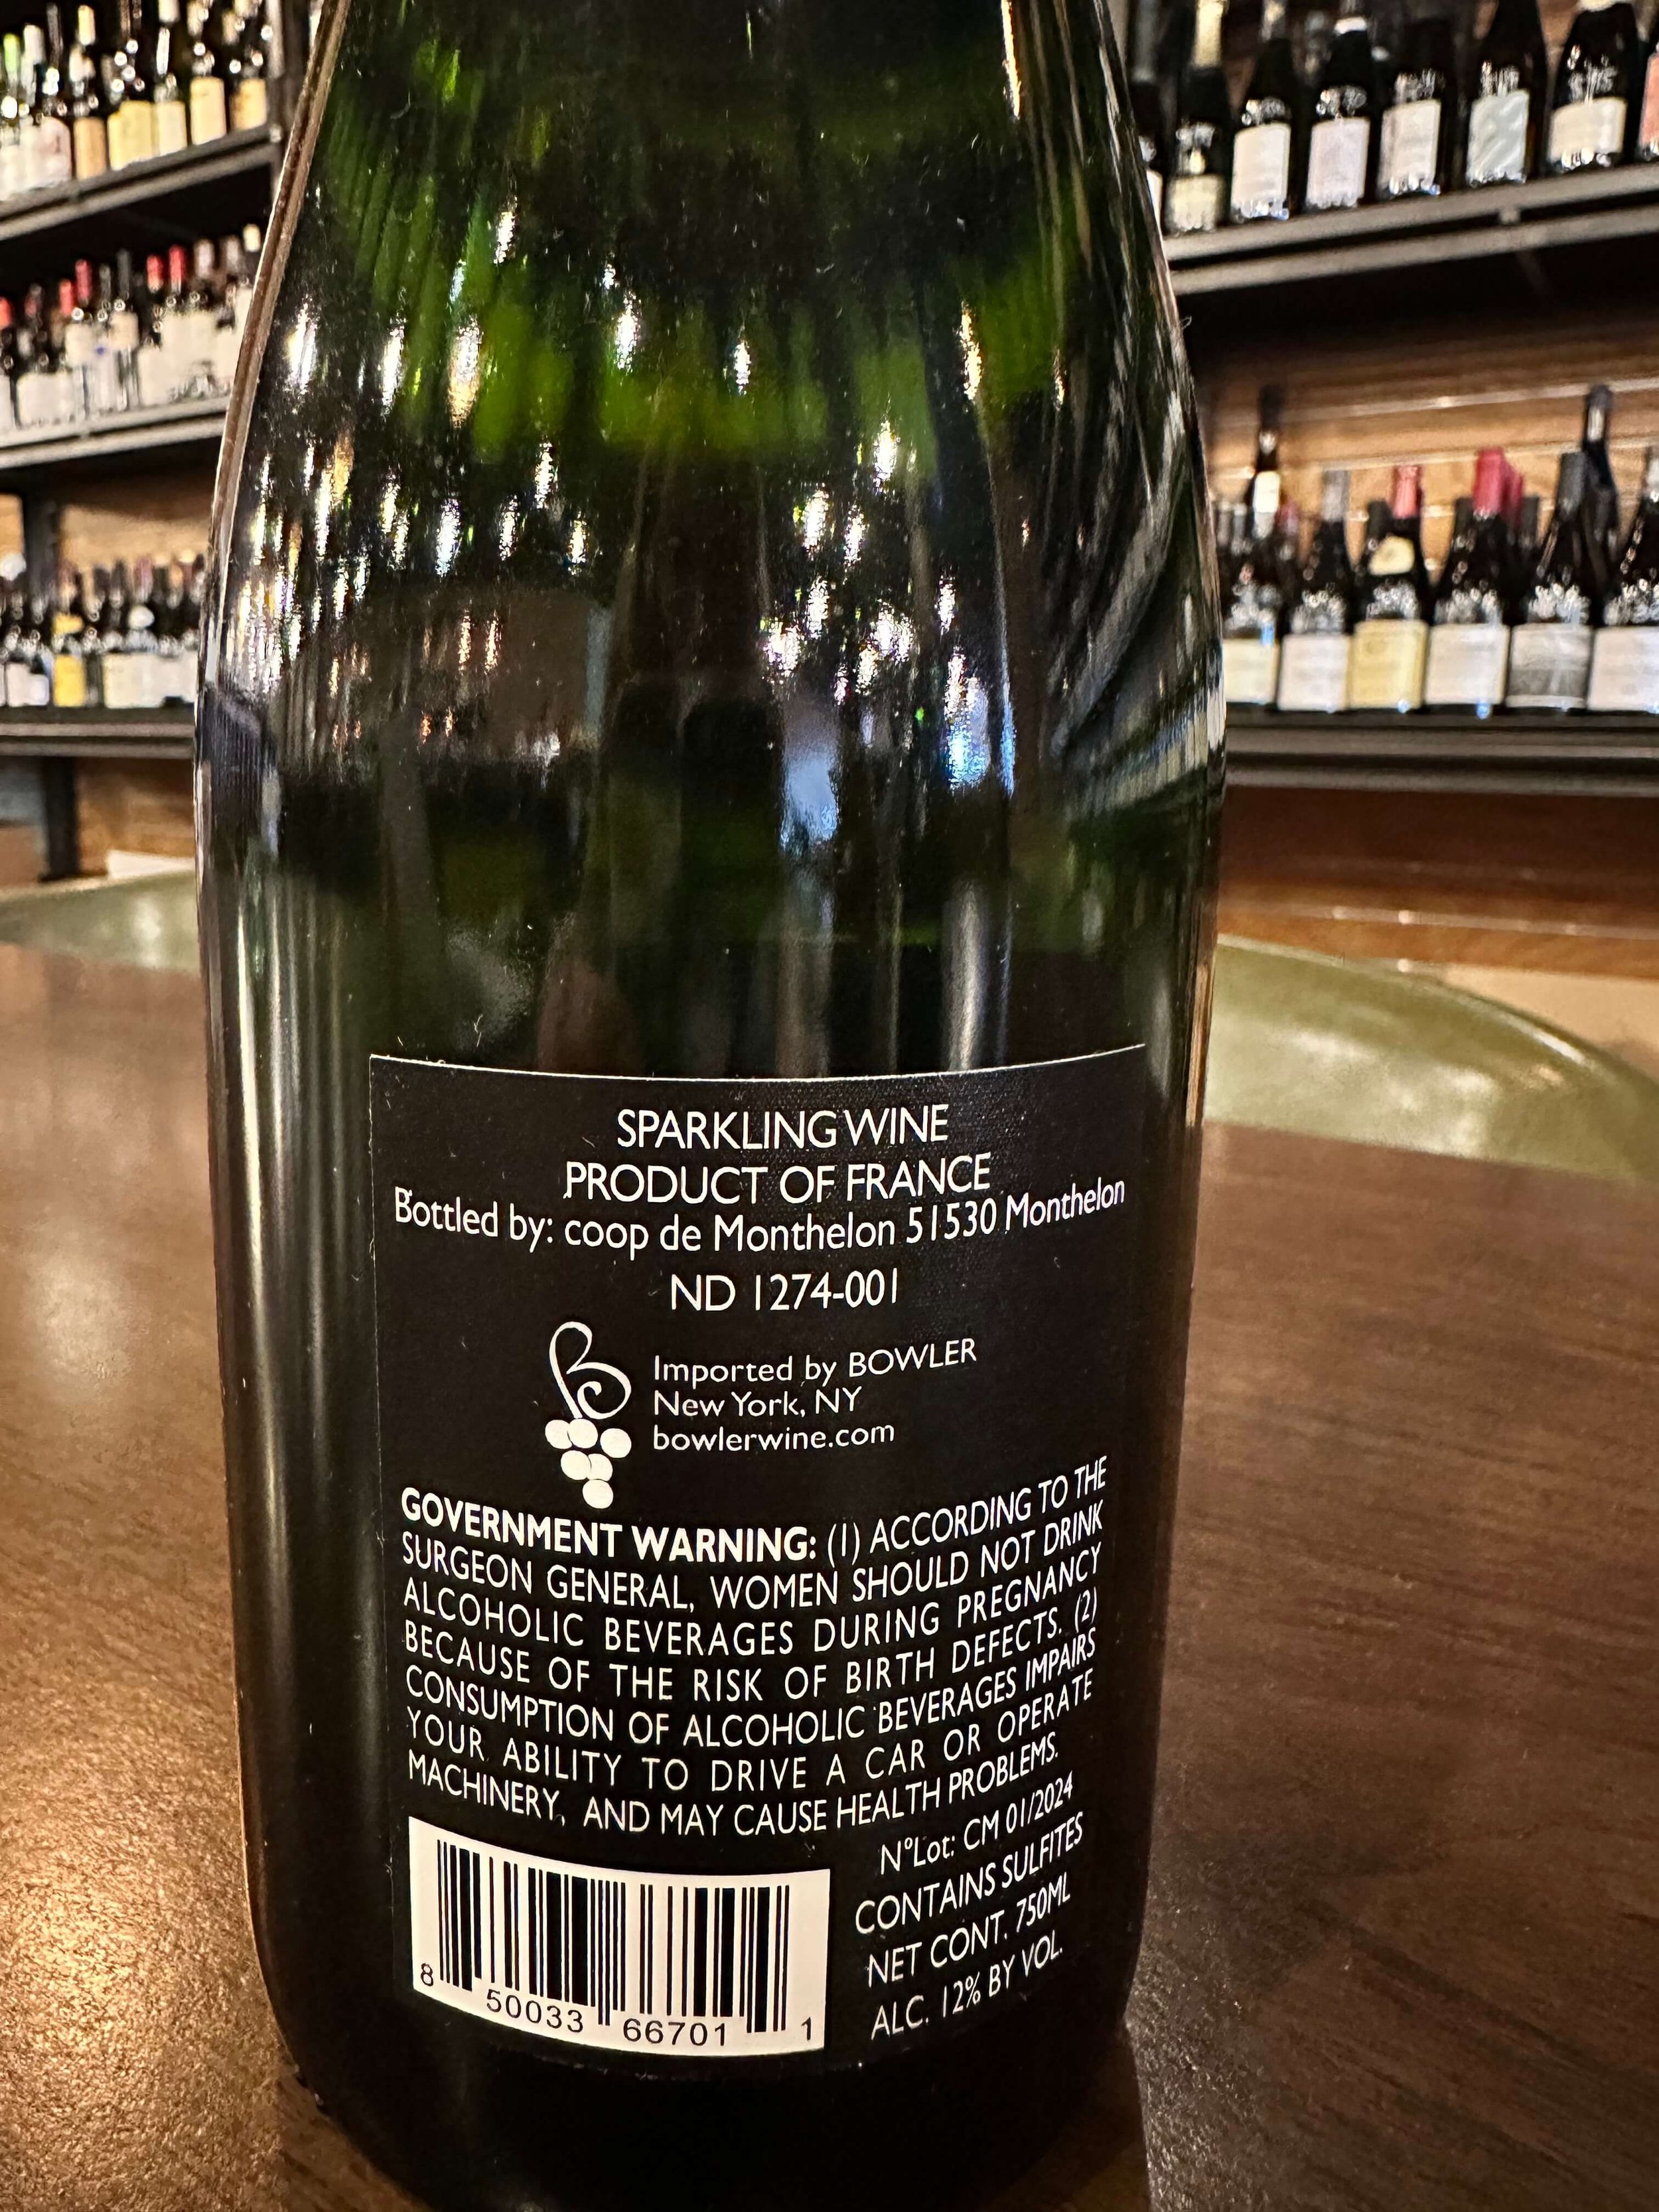 SPARKLING WINE
PRODUCT OF FRANCE
Bottled by: coop de Monthelon 51530 Monthelon
ND 1274-001
Imported by BOWLER
New York, NY
bowlerwine.com
GOVERNMENT WARNING: (1) ACCORDING TO THE
SURGEON GENERAL, WOMEN SHOULD NOT DRINK
ALCOHOLIC BEVERAGES DURING PREGNANCY
BECAUSE OF THE RISK OF BIRTH DEFECTS. (2)
CONSUMPTION OF ALCOHOLIC BEVERAGES IMPAIRS
YOUR ABILITY TO DRIVE A CAR OR OPERATE
MACHINERY, AND MAY CAUSE HEALTH PROBLEMS.
N°Lot: CM 01/2024
CONTAINS SULFITES
NET CONT. 750ML
ALC. 12% BY VOL.
8 50033 66701 1